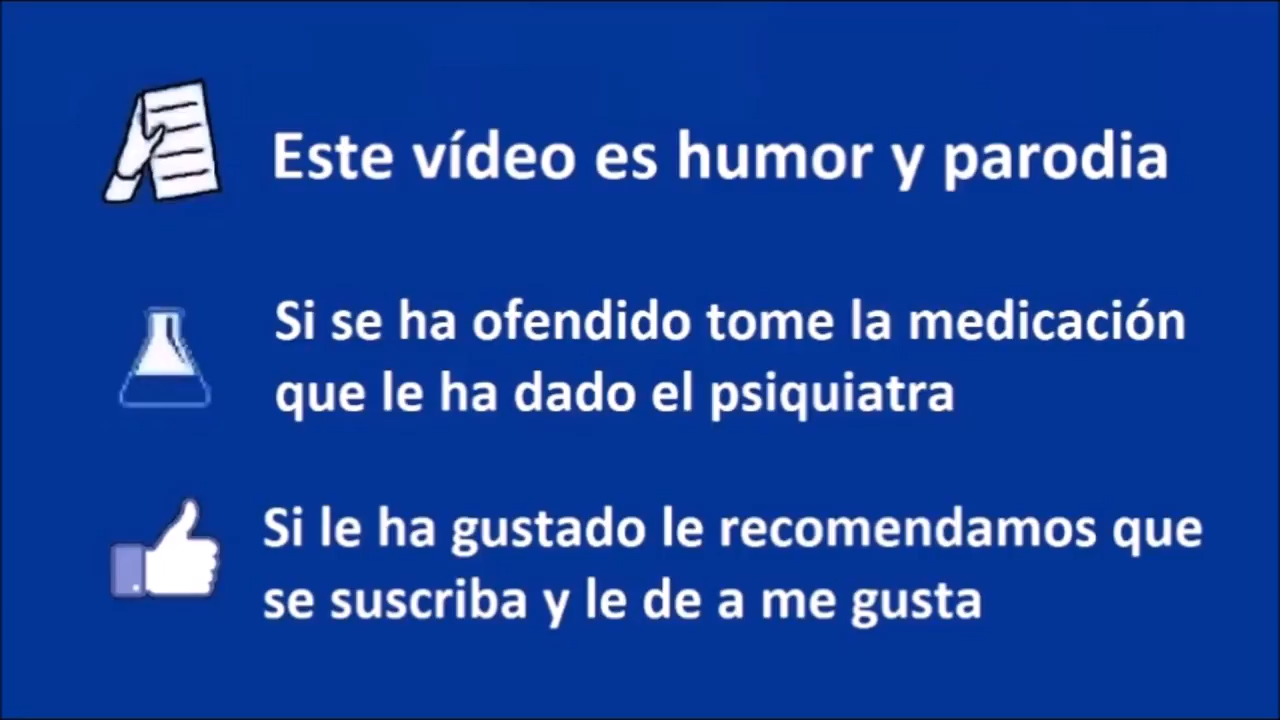 Este vídeo es humor y parodia
Si se ha ofendido tome la medicación
que le ha dado el psiquiatra
Si le ha gustado le recomendamos que
se suscriba y le de a me gusta